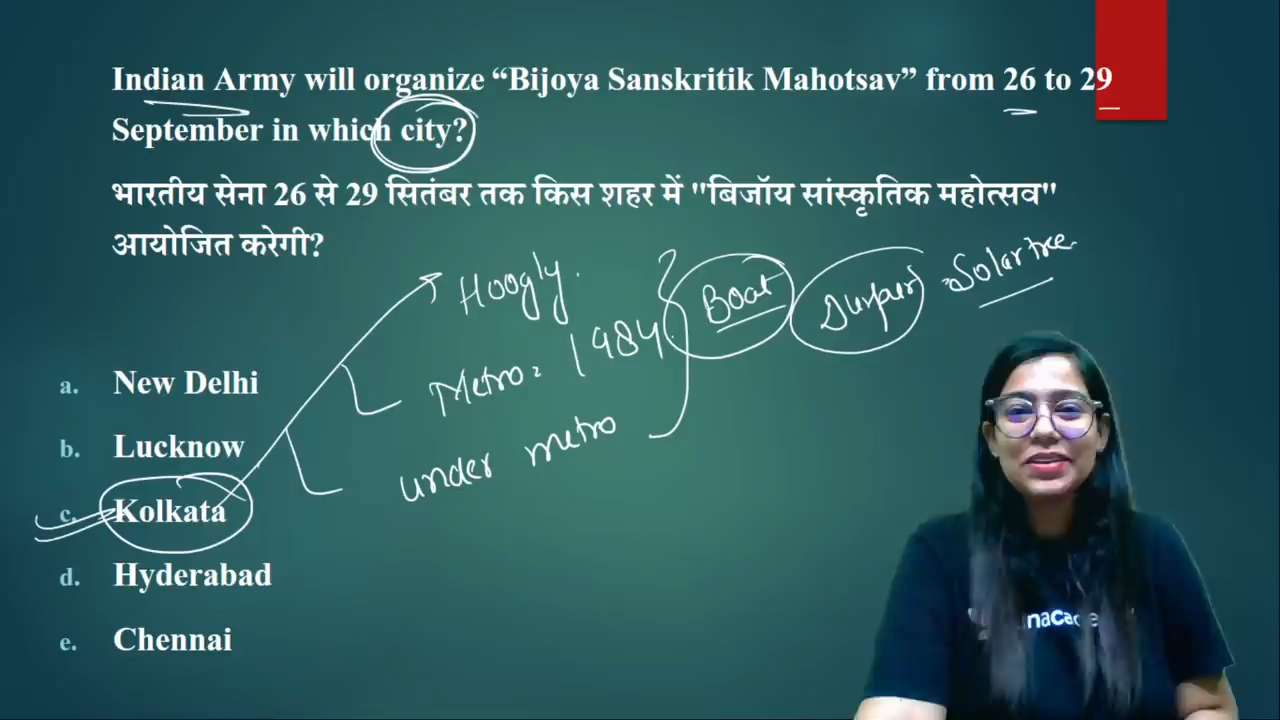 Indian Army will organize “Bijoya Sanskritik Mahotsav” from 26 to 29
September in which city?
भारतीय सेना 26 से 29 सितंबर तक किस शहर में "बिजॉय सांस्कृतिक महोत्सव"
आयोजित करेगी?
Hoogly.
Boat Durpur Solar tree
Metro 1984
under metro
a. New Delhi
b. Lucknow
c. Kolkata
d. Hyderabad
e. Chennai
nacade